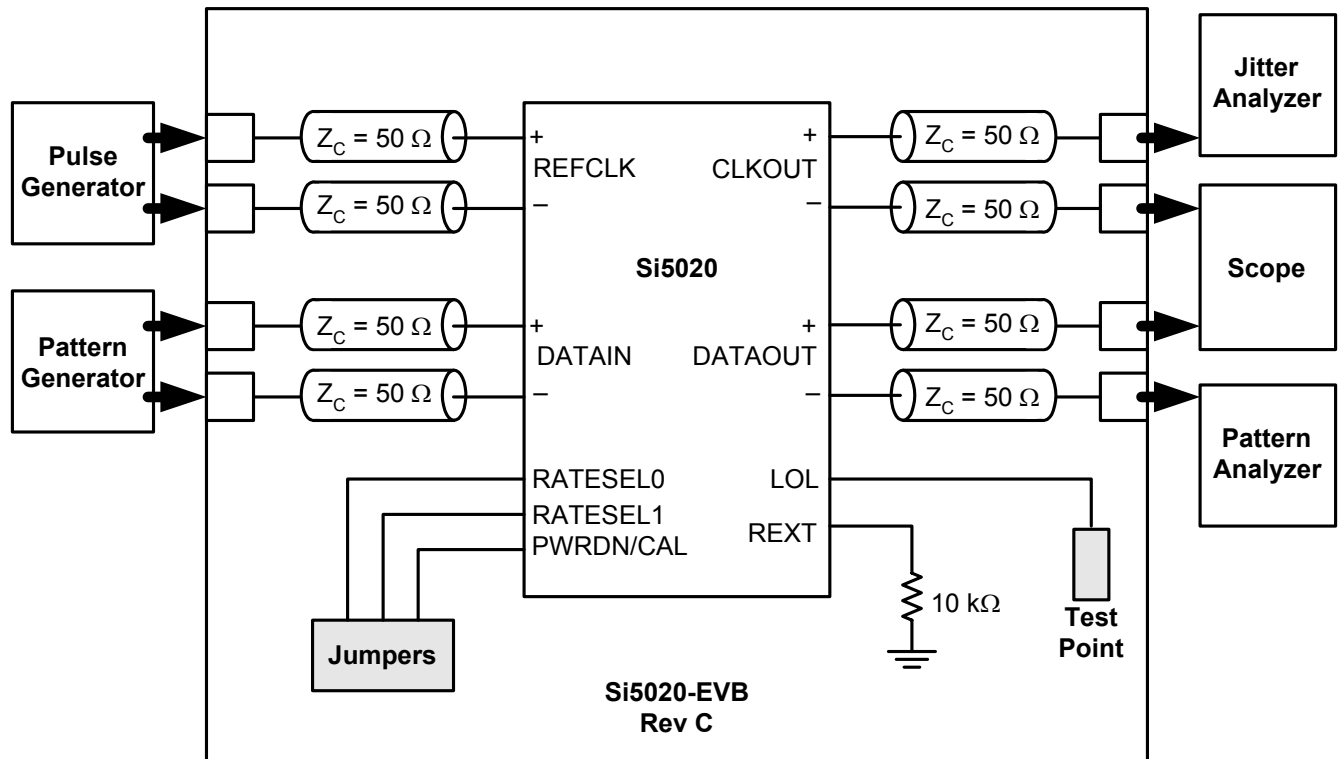 Pulse
Generator
Pattern
Generator
Z_C = 50 Ω
Z_C = 50 Ω
Z_C = 50 Ω
Z_C = 50 Ω
+
REFCLK
−
+
DATAIN
−
RATESEL0
RATESEL1
PWRDN/CAL
Si5020
+
CLKOUT
−
+
DATAOUT
−
LOL
REXT
Z_C = 50 Ω
Z_C = 50 Ω
Z_C = 50 Ω
Z_C = 50 Ω
Jitter
Analyzer
Scope
Pattern
Analyzer
10 kΩ
Test
Point
Jumpers
Si5020-EVB
Rev C